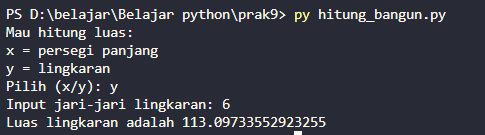 PS D:\belajar\Belajar python\prak9> py hitung_bangun.py
Mau hitung luas:
x = persegi panjang
y = lingkaran
Pilih (x/y): y
Input jari-jari lingkaran: 6
Luas lingkaran adalah 113.09733552923255